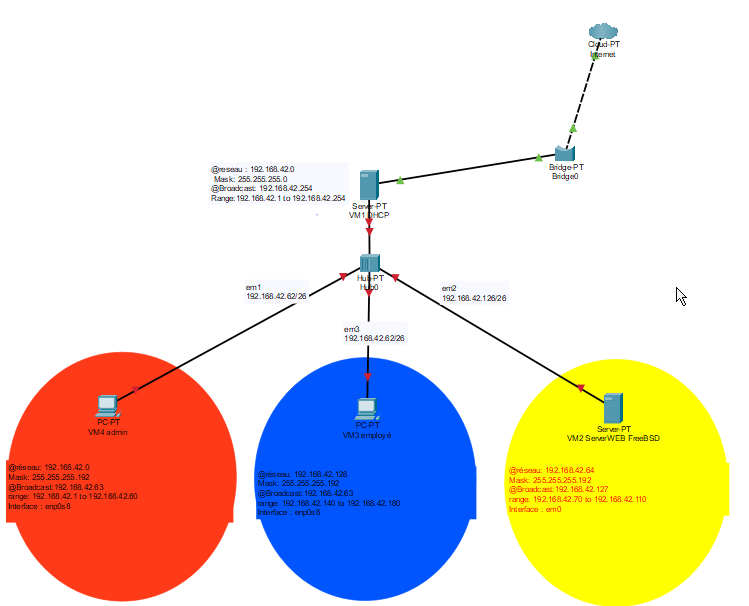 Cloud-PT
Internet
Bridge-PT
Bridge0
@reseau : 192.168.42.0
Mask: 255.255.255.0
@Broadcast: 192.168.42.254
Range:192.168.42.1 to 192.168.42.254
Server-PT
VM1 DHCP
Hub-PT
Hub0
em1
192.168.42.62/26
em2
192.168.42.126/26
em3
192.168.42.62/26
PC-PT
VM4 admin
PC-PT
VM3 employé
Server-PT
VM2 ServerWEB FreeBSD
@réseau: 192.168.42.0
Mask: 255.255.255.192
@Broadcast:192.168.42.63
range: 192.168.42.1 to 192.168.42.60
Interface : enp0s8
@réseau: 192.168.42.128
Mask: 255.255.255.192
@Broadcast:192.168.42.63
range: 192.168.42.140 to 192.168.42.180
Interface : enp0s8
@réseau: 192.168.42.64
Mask: 255.255.255.192
@Broadcast:192.168.42.127
range: 192.168.42.70 to 192.168.42.110
Interface : em0